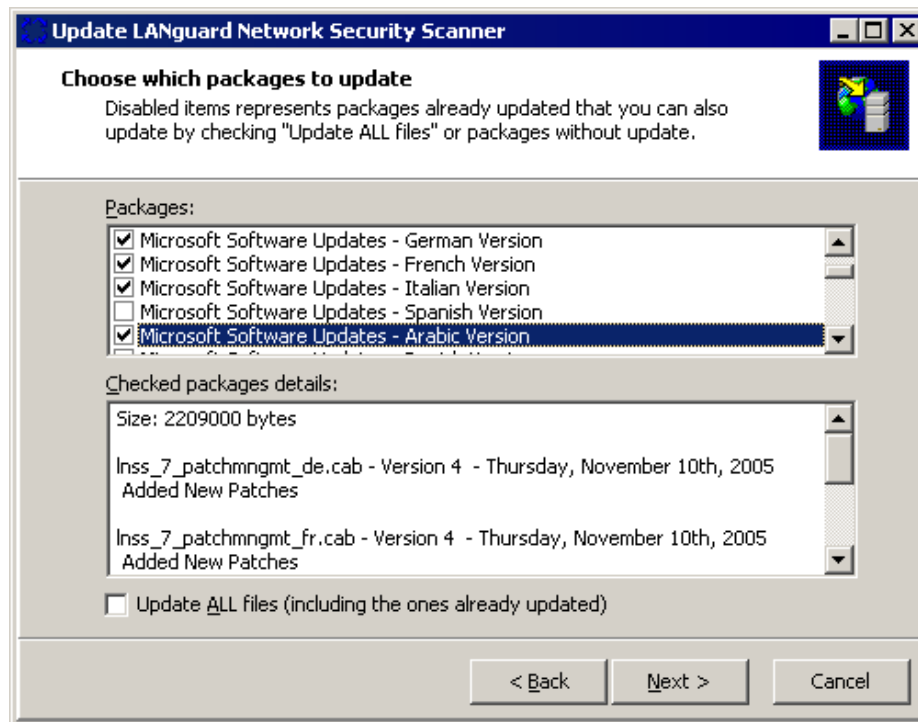 Update LANguard Network Security Scanner
Choose which packages to update
Disabled items represents packages already updated that you can also
update by checking "Update ALL files" or packages without update.
Packages:
Microsoft Software Updates - German Version
Microsoft Software Updates - French Version
Microsoft Software Updates - Italian Version
Microsoft Software Updates - Spanish Version
Microsoft Software Updates - Arabic Version
Checked packages details:
Size: 2209000 bytes
lnss_7_patchmngmt_de.cab - Version 4 - Thursday, November 10th, 2005
Added New Patches
lnss_7_patchmngmt_fr.cab - Version 4 - Thursday, November 10th, 2005
Added New Patches
Update ALL files (including the ones already updated)
< Back
Next >
Cancel